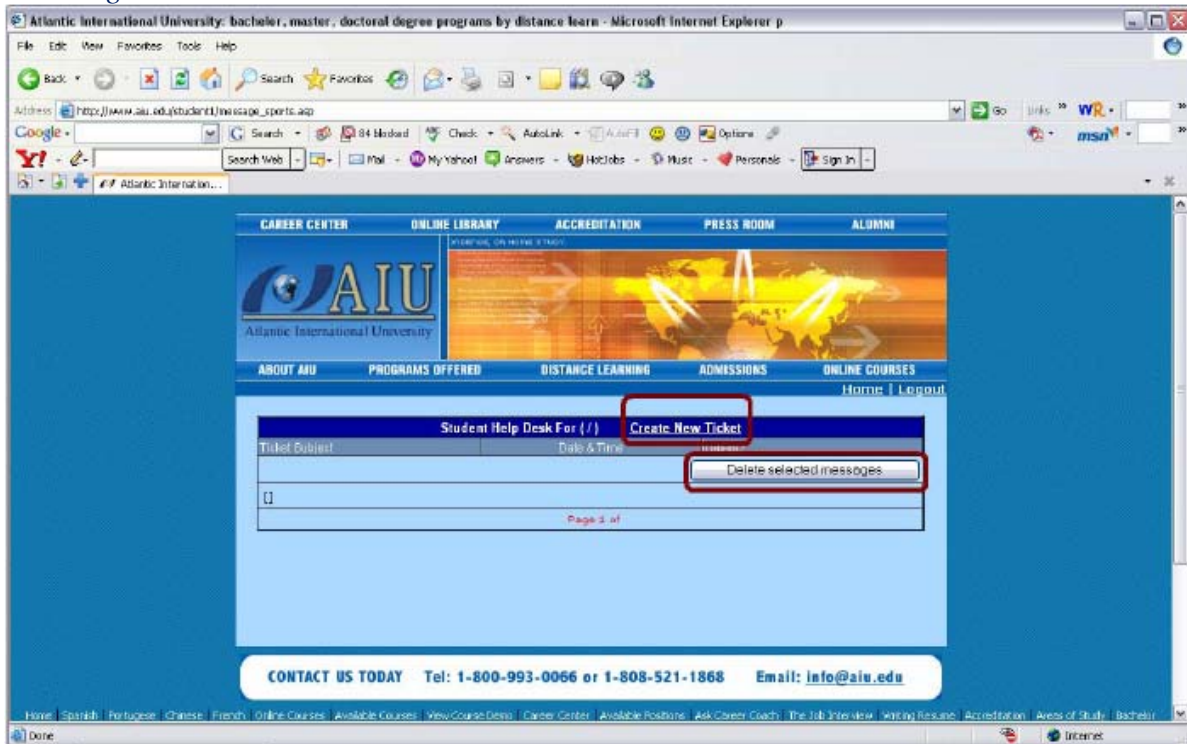 Atlantic International University: bachelor, master, doctoral degree programs by distance learn - Microsoft Internet Explorer p
File Edit View Favorites Tools Help
Back Search Favorites
Address http://www.aiu.edu/student1/message_sports.asp Go Links » WR »
Google Search 84 blocked Check AutoLink AutoFill Options msn »
Y! Search Web Mail My Yahoo! Answers HotJobs Music Personals Sign In
Atlantic Internation...
CAREER CENTER ONLINE LIBRARY ACCREDITATION PRESS ROOM ALUMNI
AIU
Atlantic International University
ABOUT AIU PROGRAMS OFFERED DISTANCE LEARNING ADMISSIONS ONLINE COURSES
Home | Logout
Student Help Desk For ( / ) Create New Ticket
Ticket Subject Date & Time
Delete selected messages
[]
Page 1 of
CONTACT US TODAY Tel: 1-800-993-0066 or 1-808-521-1868 Email: info@aiu.edu
Home | Spanish | Portugese | Chinese | French | Online Courses | Available Courses | View Course Demo | Career Center | Available Positions | Ask Career Coach | The Job Interview | Writing Resume | Accreditation | Areas of Study | Bachelor
Done Internet